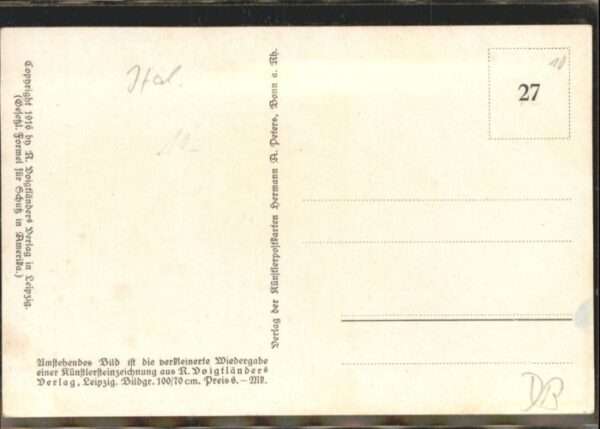 Copyright 1916 by R. Voigtländers Verlag in Leipzig.
(Gesetzl. Formel für Schutz in Amerika.)
Ital.
10.-
Umstehendes Bild ist die verkleinerte Wiedergabe
einer Künstlersteinzeichnung aus R. Voigtländers
Verlag, Leipzig. Bildgr. 100/70 cm. Preis 6.— Mk.
Verlag der Künstlerpostkarten Hermann A. Peters, Bonn a. Rh.
10
27